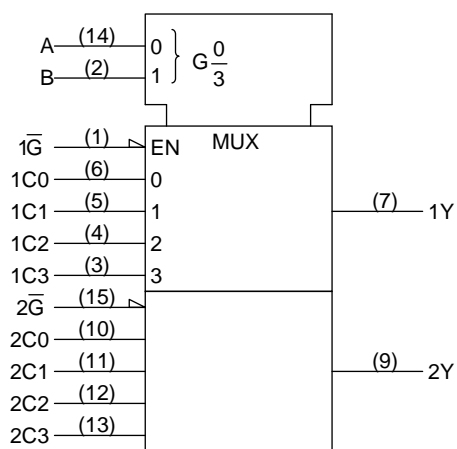 A (14) 0 } G 0/3
B (2) 1
MUX
1G̅ (1) EN
1C0 (6) 0
1C1 (5) 1 (7) 1Y
1C2 (4) 2
1C3 (3) 3
2G̅ (15)
2C0 (10)
2C1 (11) (9) 2Y
2C2 (12)
2C3 (13)